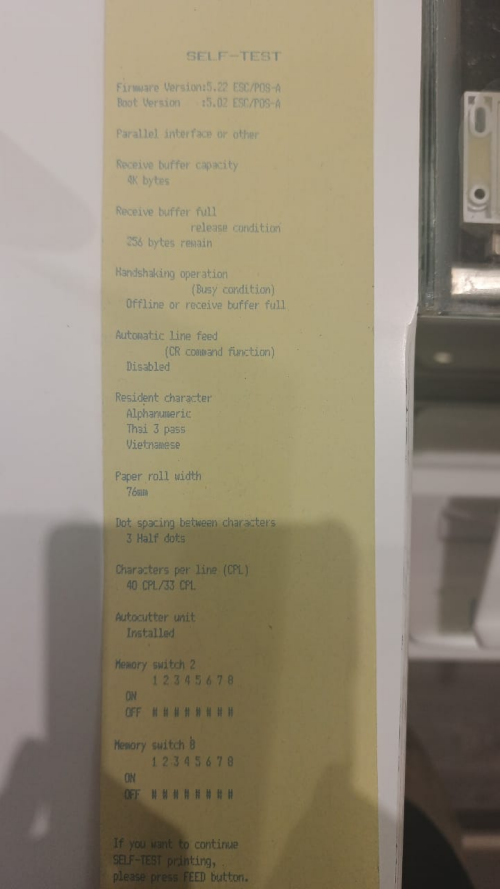 SELF-TEST
Firmware Version:5.22 ESC/POS-A
Boot Version :5.02 ESC/POS-A
Parallel interface or other
Receive buffer capacity
4K bytes
Receive buffer full
release condition
256 bytes remain
Handshaking operation
(Busy condition)
Offline or receive buffer full
Automatic line feed
(CR command function)
Disabled
Resident character
Alphanumeric
Thai 3 pass
Vietnamese
Paper roll width
76mm
Dot spacing between characters
3 Half dots
Characters per line (CPL)
40 CPL/33 CPL
Autocutter unit
Installed
Memory switch 2
1 2 3 4 5 6 7 8
ON
OFF
Memory switch 8
1 2 3 4 5 6 7 8
ON
OFF
If you want to continue
SELF-TEST printing,
please press FEED button.